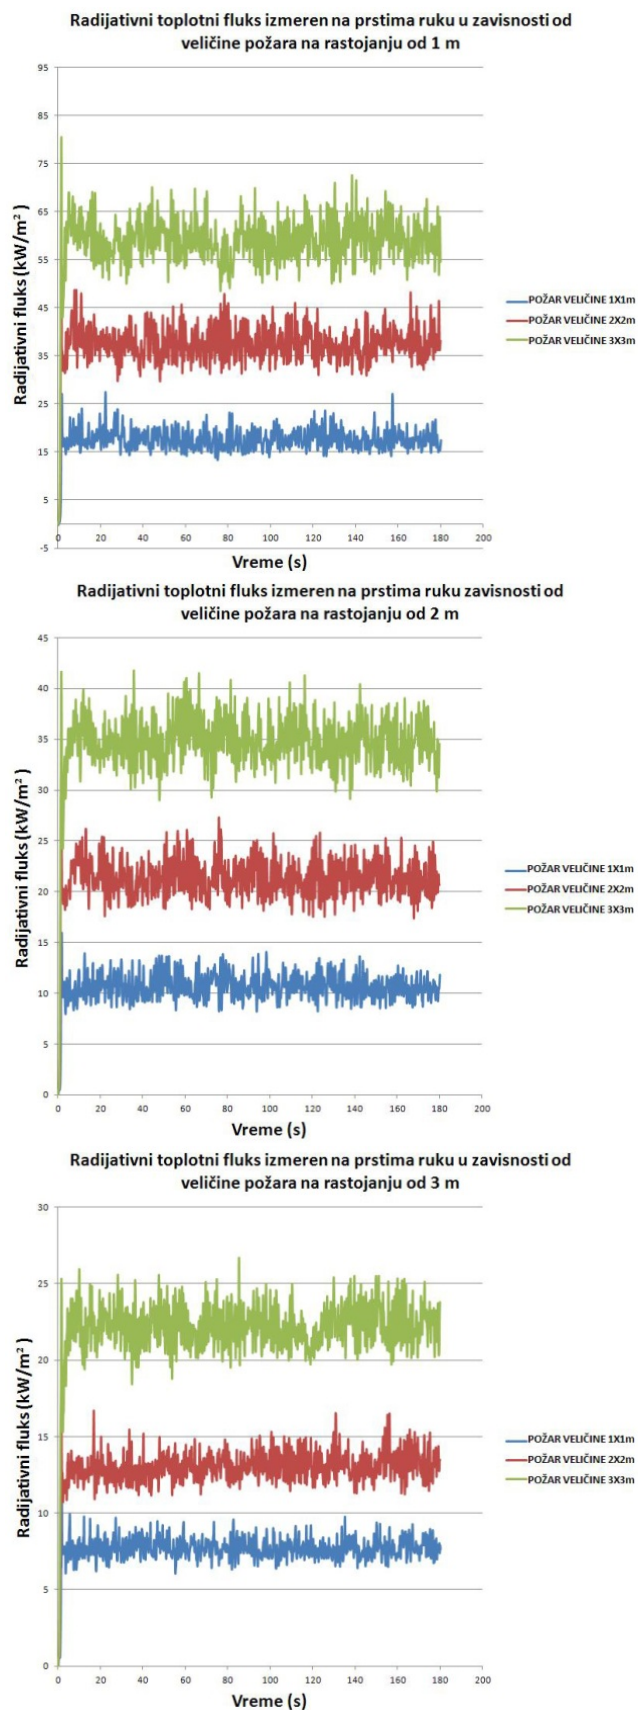 Radijativni toplotni fluks izmeren na prstima ruku u zavisnosti od
veličine požara na rastojanju od 1 m
95
85
75
65
55
45
35
25
15
5
-5
Radijativni fluks (kW/m²)
0 20 40 60 80 100 120 140 160 180 200
Vreme (s)
POŽAR VELIČINE 1X1m
POŽAR VELIČINE 2X2m
POŽAR VELIČINE 3X3m
Radijativni toplotni fluks izmeren na prstima ruku zavisnosti od
veličine požara na rastojanju od 2 m
45
40
35
30
25
20
15
10
5
0
Radijativni fluks (kW/m²)
0 20 40 60 80 100 120 140 160 180 200
Vreme (s)
POŽAR VELIČINE 1X1m
POŽAR VELIČINE 2X2m
POŽAR VELIČINE 3X3m
Radijativni toplotni fluks izmeren na prstima ruku u zavisnosti od
veličine požara na rastojanju od 3 m
30
25
20
15
10
5
0
Radijativni fluks (kW/m²)
0 20 40 60 80 100 120 140 160 180 200
Vreme (s)
POŽAR VELIČINE 1X1m
POŽAR VELIČINE 2X2m
POŽAR VELIČINE 3X3m